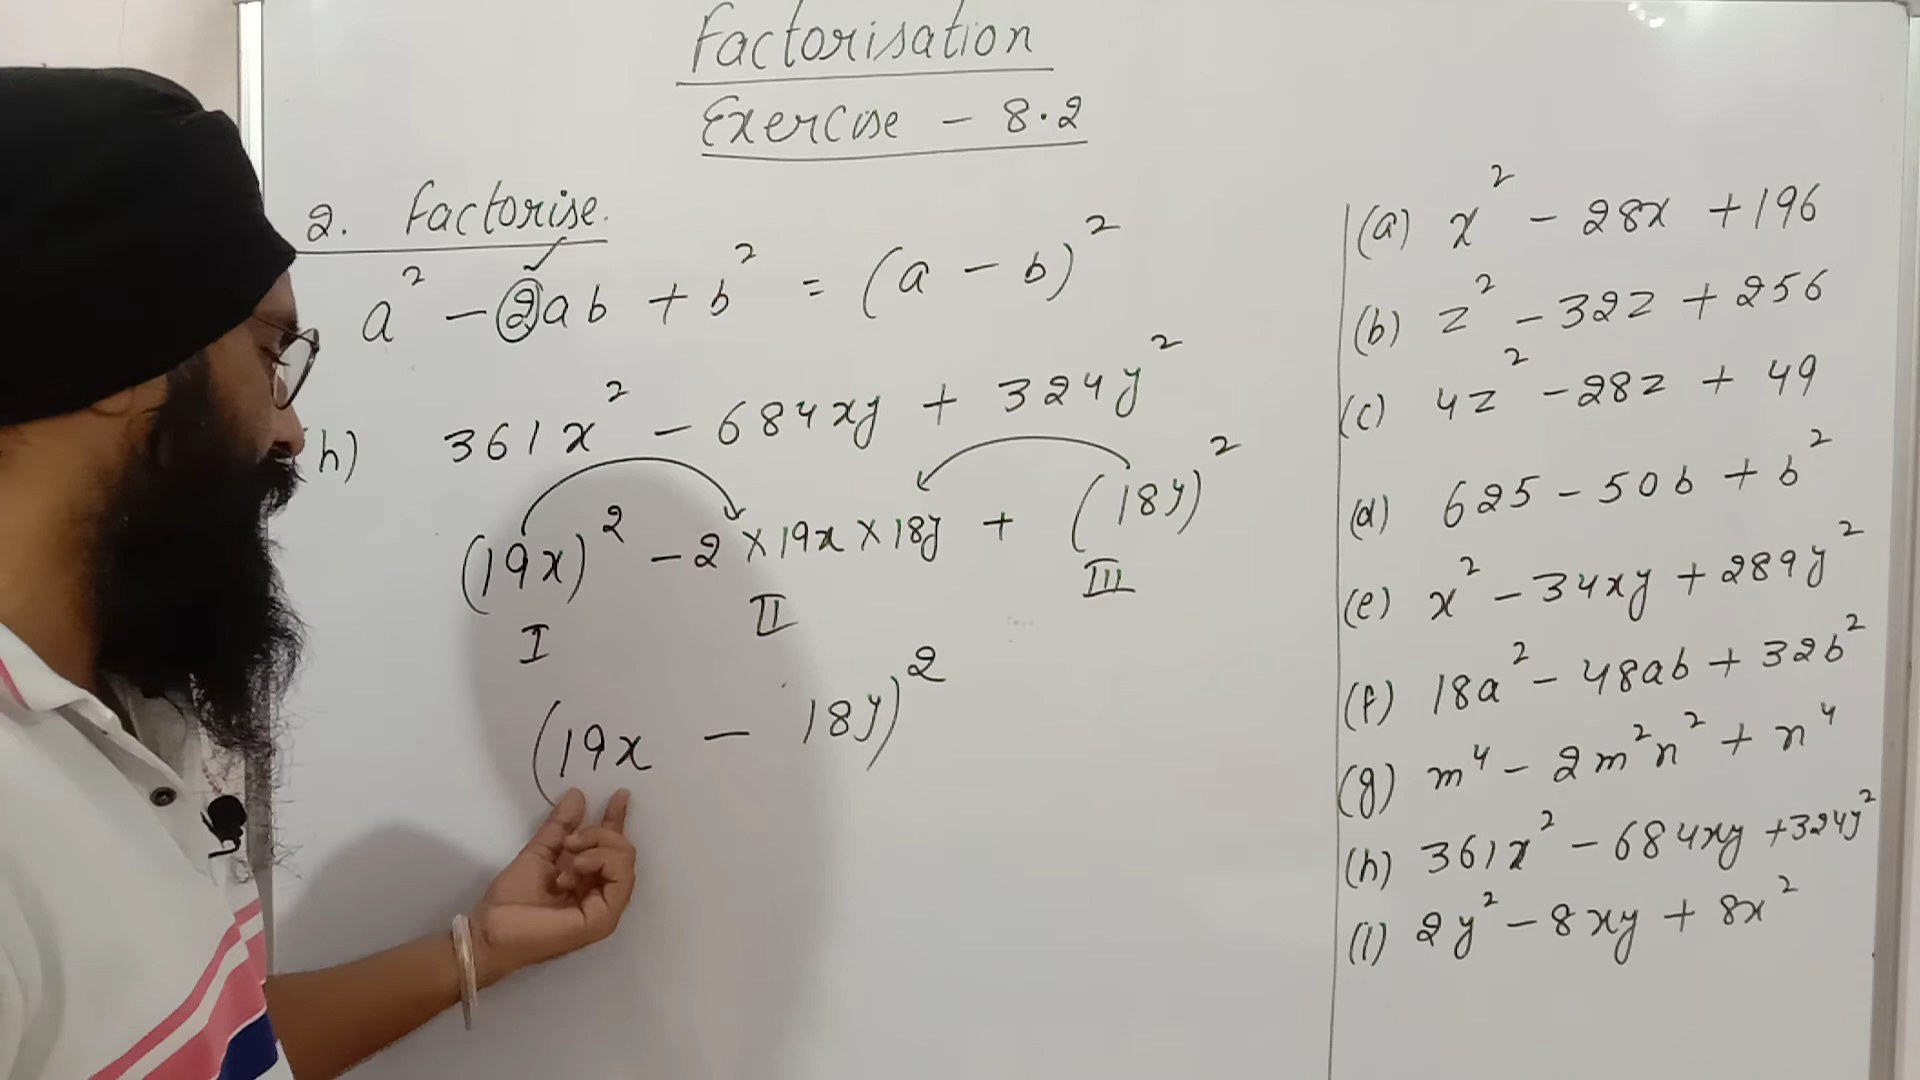 Factorisation
Exercise - 8.2
2. Factorise.
a² - 2ab + b² = (a - b)²
h) 361x² - 684xy + 324y²
(19x)² - 2 × 19x × 18y + (18y)²
I II III
(19x - 18y)²
(a) x² - 28x + 196
(b) z² - 32z + 256
(c) 4z² - 28z + 49
(d) 625 - 50b + b²
(e) x² - 34xy + 289y²
(f) 18a² - 48ab + 32b²
(g) m⁴ - 2m²n² + n⁴
(h) 361x² - 684xy + 324y²
(i) 2y² - 8xy + 8x²